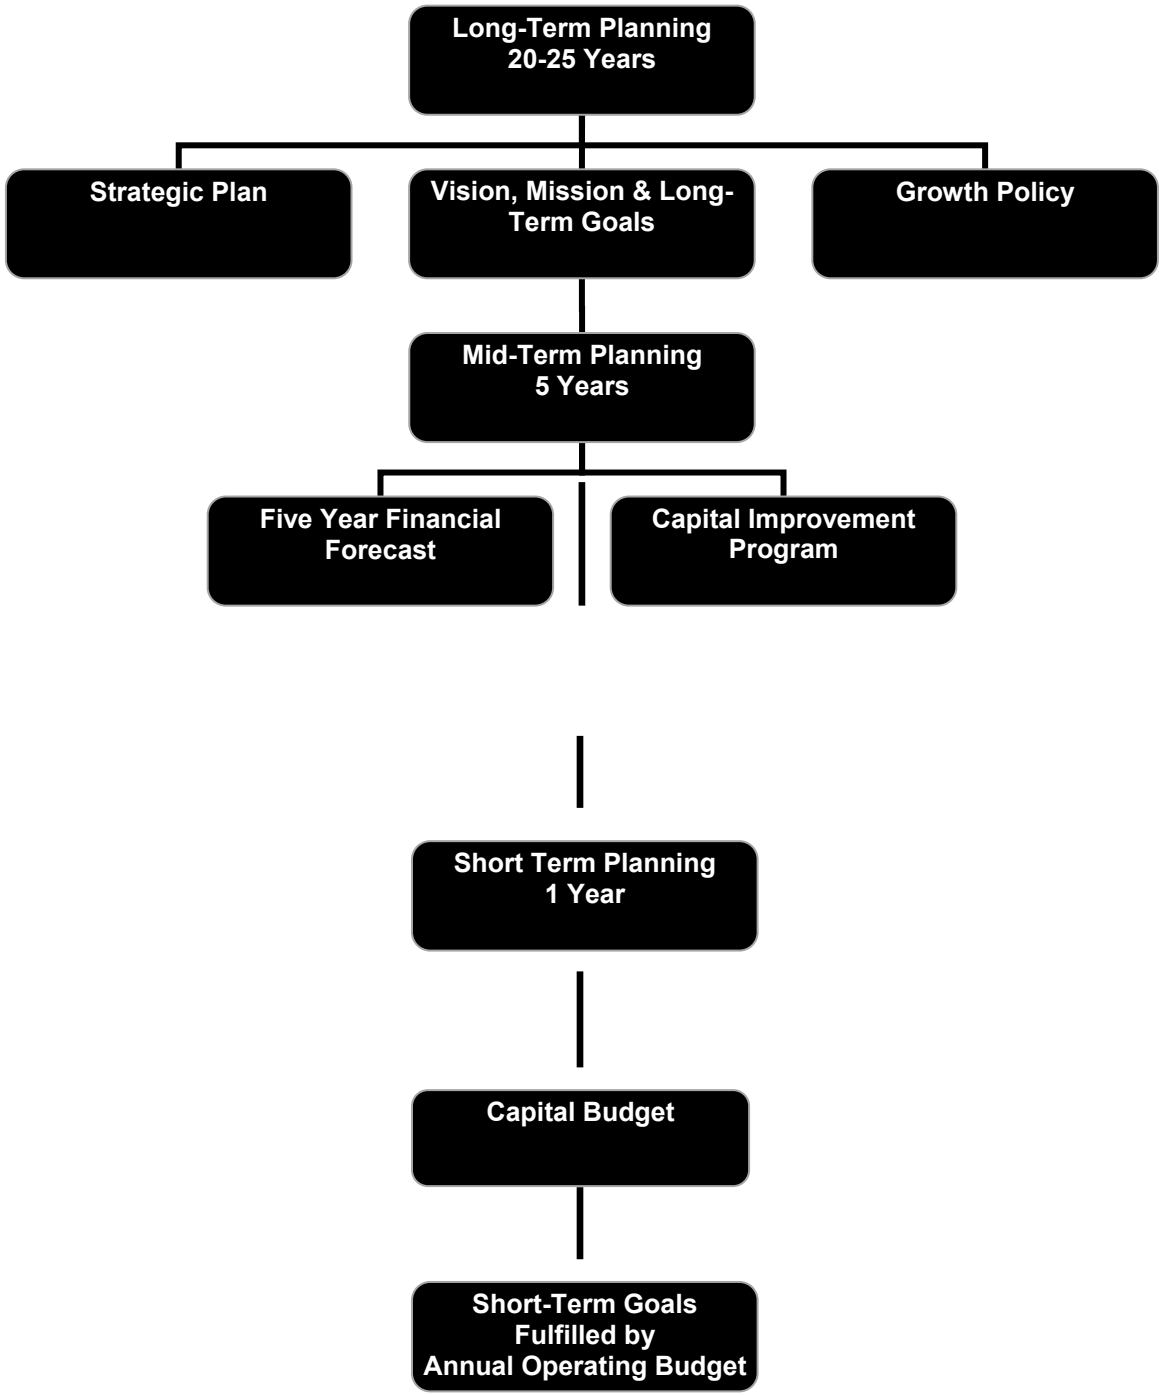 Long-Term Planning
20-25 Years
Strategic Plan
Vision, Mission & Long-
Term Goals
Growth Policy
Mid-Term Planning
5 Years
Five Year Financial
Forecast
Capital Improvement
Program
Short Term Planning
1 Year
Capital Budget
Short-Term Goals
Fulfilled by
Annual Operating Budget